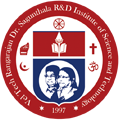 Vel Tech Rangarajan Dr. Sagunthala R&D Institute of Science and Technology
1997